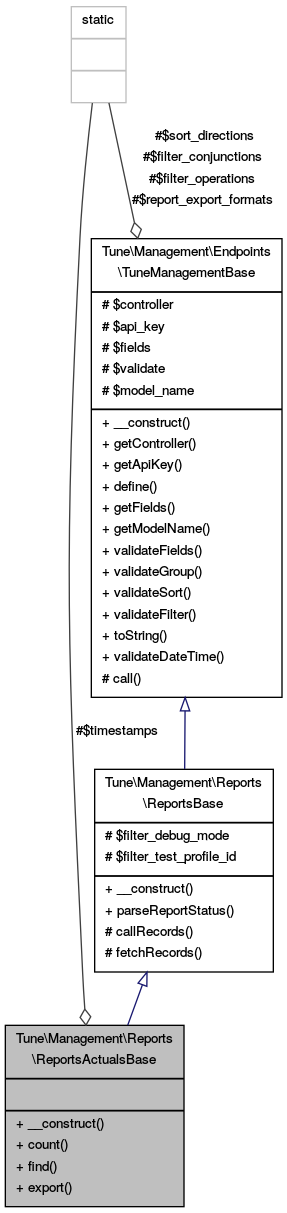 static
#$sort_directions
#$filter_conjunctions
#$filter_operations
#$report_export_formats
Tune\Management\Endpoints
\TuneManagementBase
# $controller
# $api_key
# $fields
# $validate
# $model_name
+ __construct()
+ getController()
+ getApiKey()
+ define()
+ getFields()
+ getModelName()
+ validateFields()
+ validateGroup()
+ validateSort()
+ validateFilter()
+ toString()
+ validateDateTime()
# call()
#$timestamps
Tune\Management\Reports
\ReportsBase
# $filter_debug_mode
# $filter_test_profile_id
+ __construct()
+ parseReportStatus()
# callRecords()
# fetchRecords()
Tune\Management\Reports
\ReportsActualsBase
+ __construct()
+ count()
+ find()
+ export()